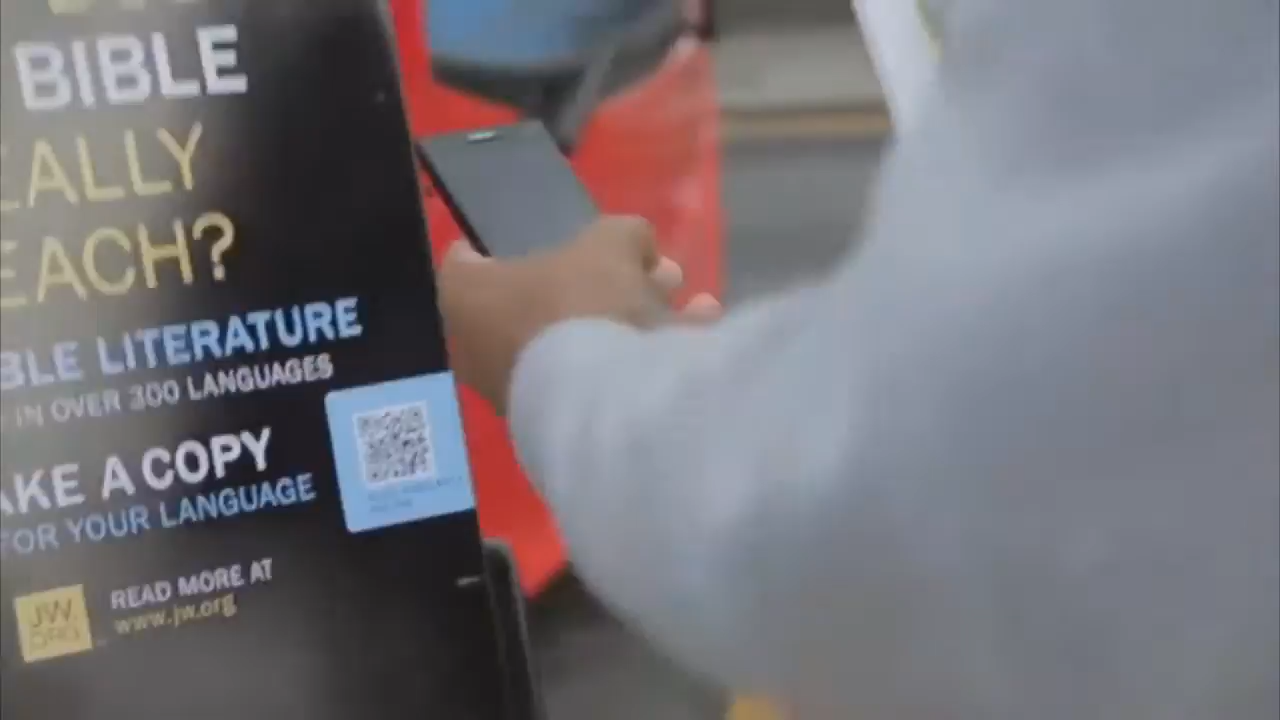 BIBLE
EALLY
EACH?
BLE LITERATURE
IN OVER 300 LANGUAGES
AKE A COPY
FOR YOUR LANGUAGE
READ MORE AT
www.jw.org
JW.
ORG